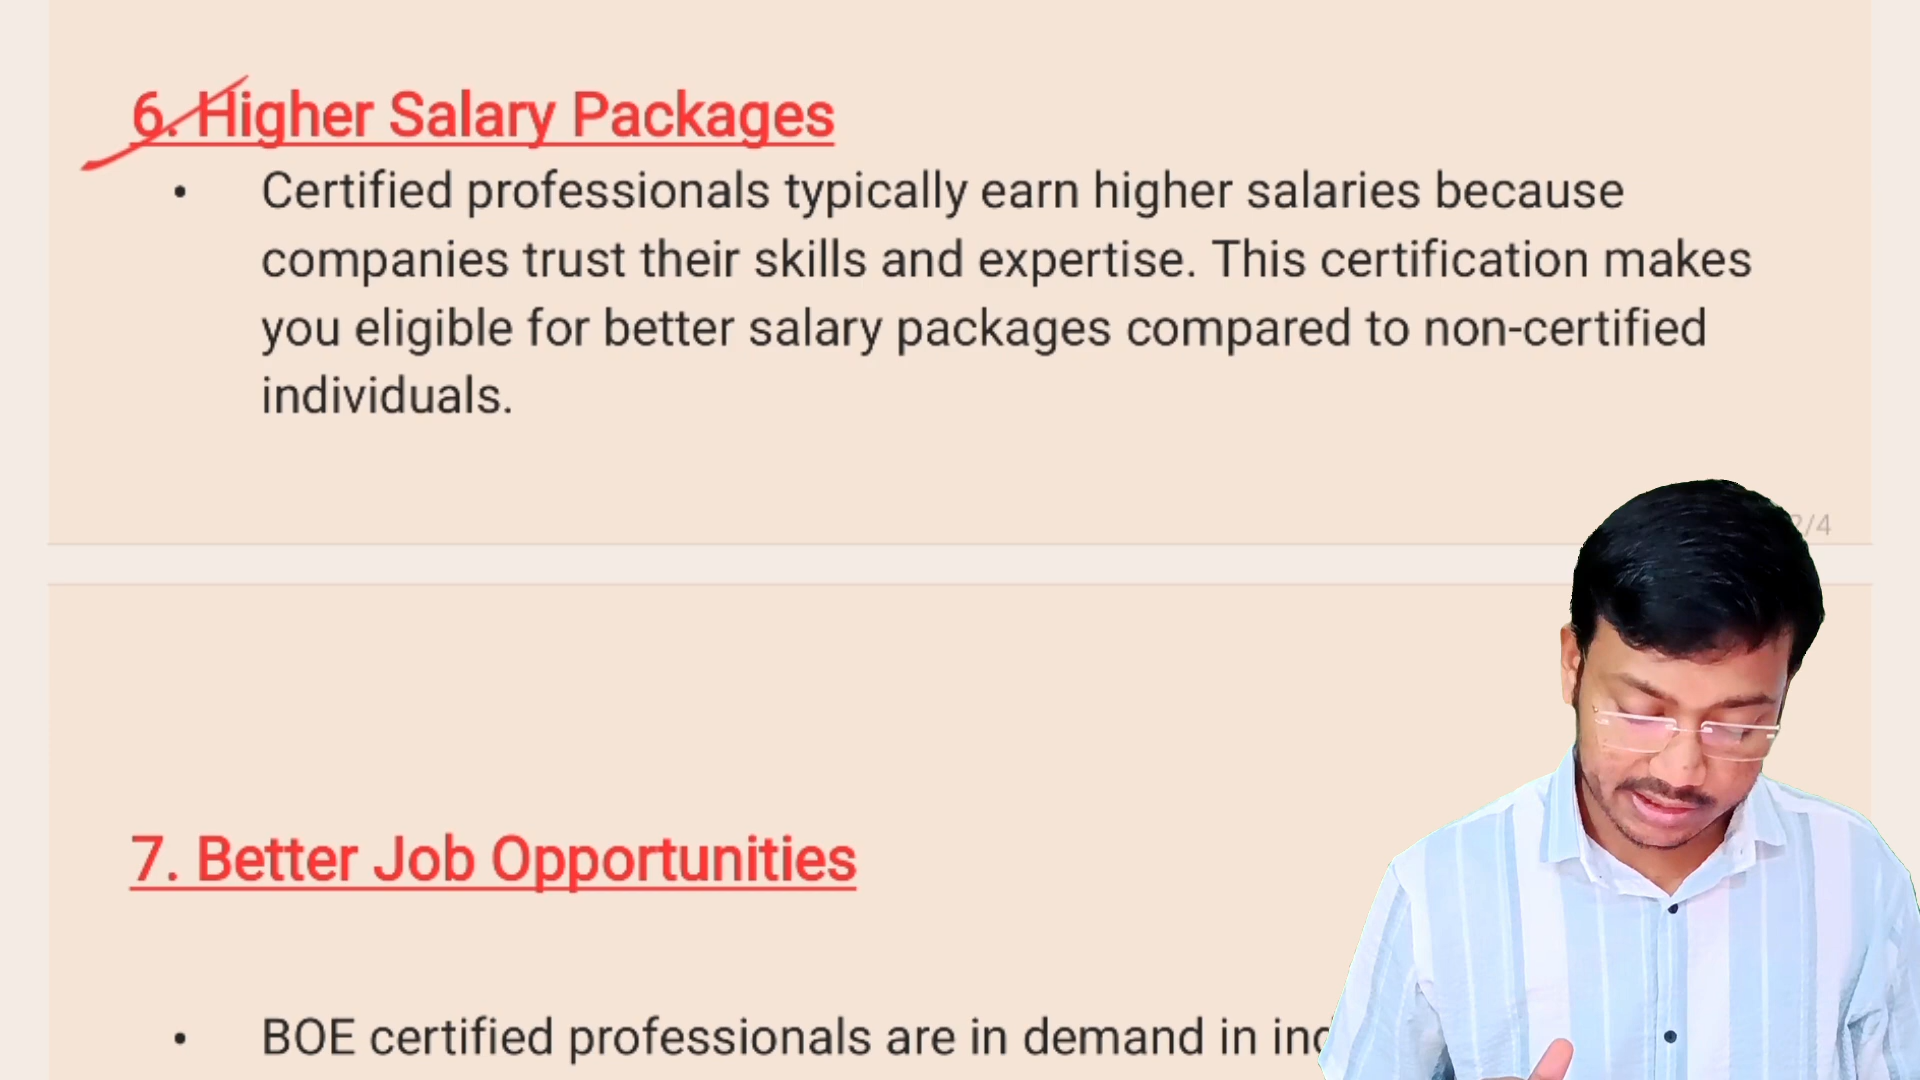 6. Higher Salary Packages
• Certified professionals typically earn higher salaries because
companies trust their skills and expertise. This certification makes
you eligible for better salary packages compared to non-certified
individuals.
/4
7. Better Job Opportunities
• BOE certified professionals are in demand in